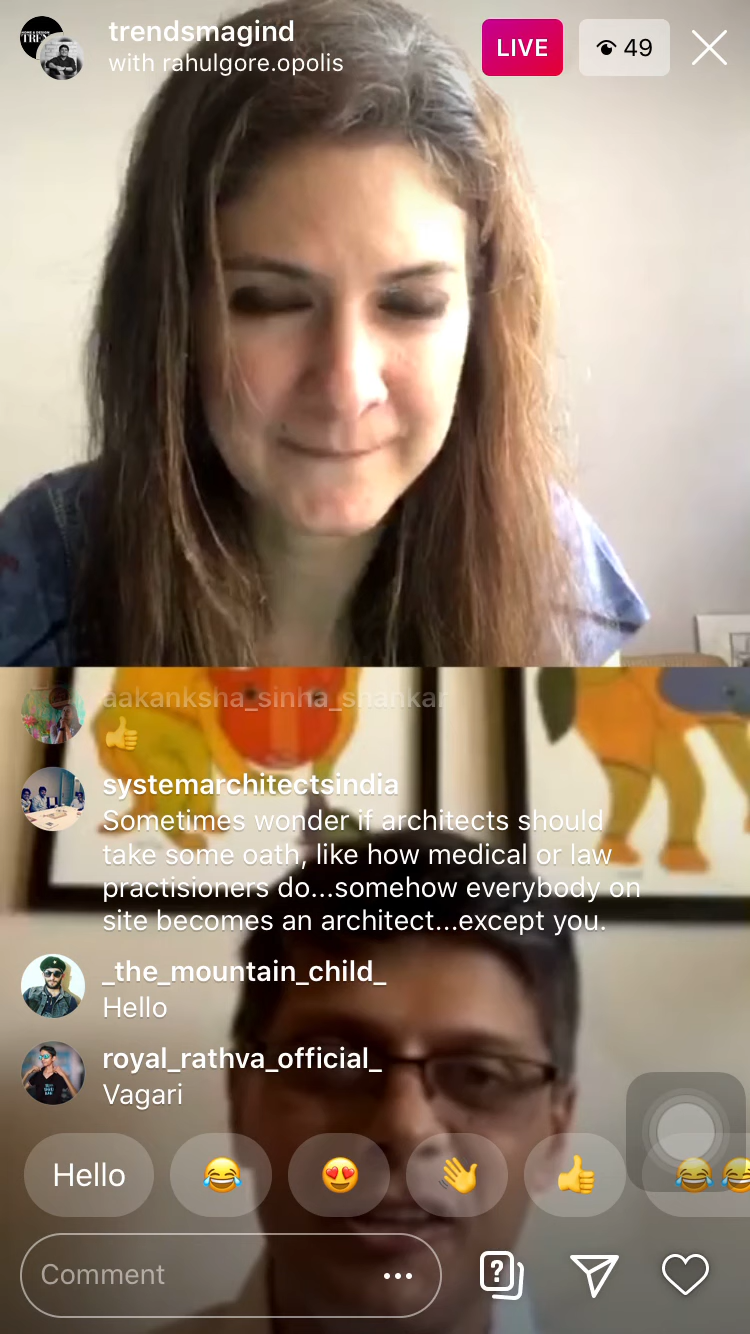 trendsmagind
with rahulgore.opolis
LIVE
49
aakanksha_sinha_shankar
👍
systemarchitectsindia
Sometimes wonder if architects should
take some oath, like how medical or law
practisioners do...somehow everybody on
site becomes an architect...except you.
_the_mountain_child_
Hello
royal_rathva_official_
Vagari
Hello 😂 😍 👋 👍 😂 😂
Comment